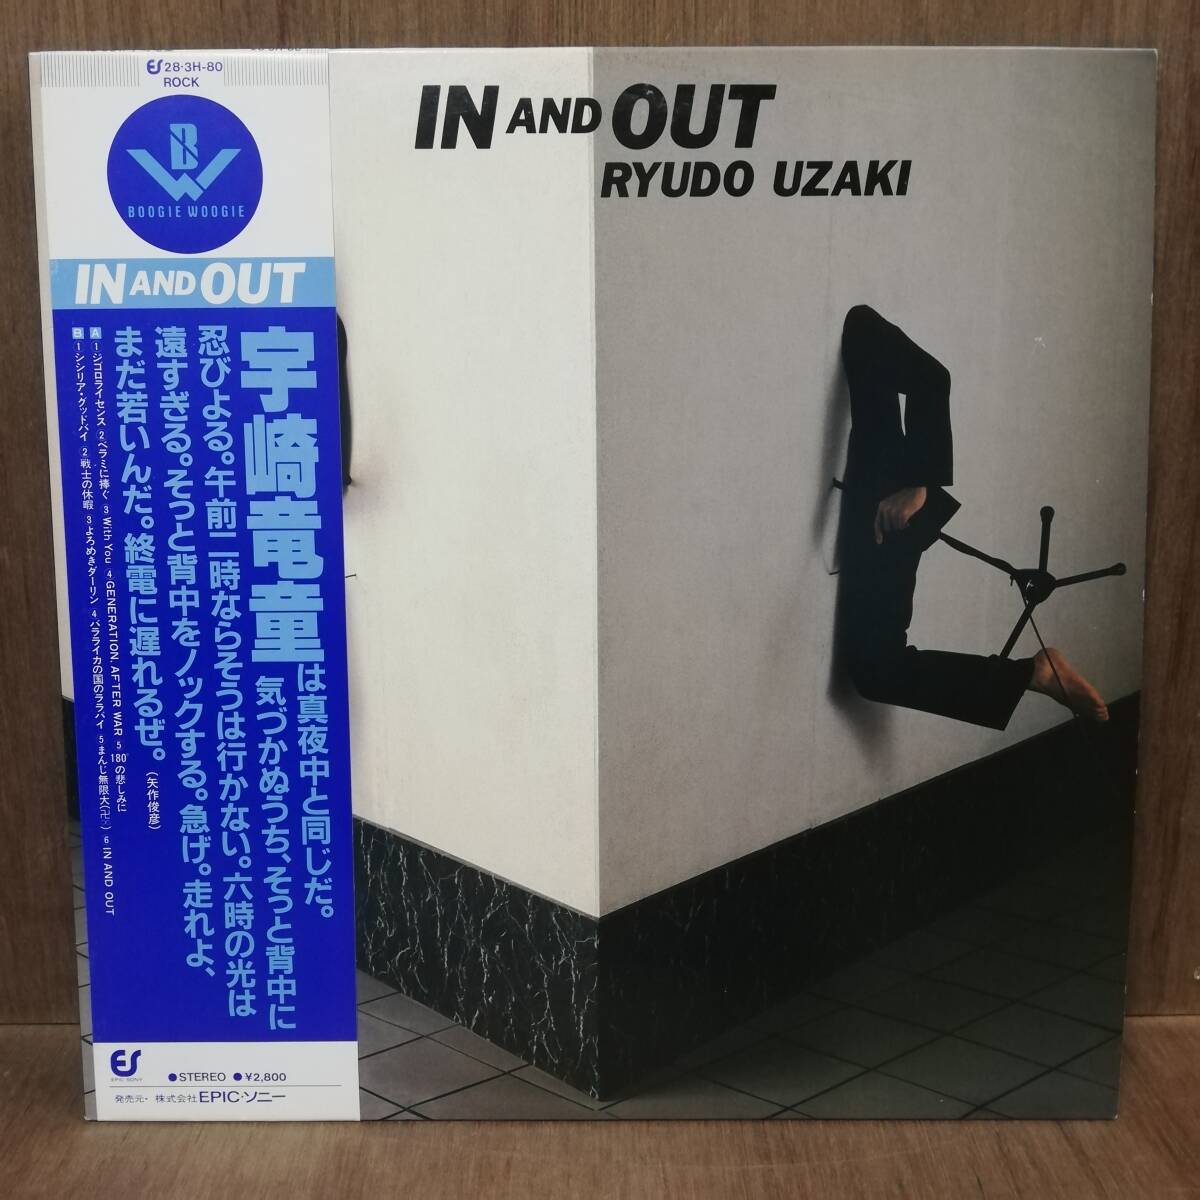 28·3H-80
ROCK
BW
BOOGIE WOOGIE
IN AND OUT
宇崎竜童は真夜中と同じだ。
気づかぬうち、そっと背中に
忍びよる。午前二時ならそうは行かない。六時の光は
遠すぎる。そっと背中をノックする。急げ。走れよ、
まだ若いんだ。終電に遅れるぜ。
(矢作俊彦)
A 1 ジゴロライセンス 2 ベラミに捧ぐ 3 With You 4 GENERATION. AFTER WAR 5 180°の悲しみに
B 1 シシリア・グッドバイ 2 戦士の休暇 3 よろめきダーリン 4 バラライカの国のララバイ 5 まんじ無限大(卍∞) 6 IN AND OUT
ES
EPIC SONY
●STEREO ●¥2,800
発売元・株式会社EPIC・ソニー
IN AND OUT
RYUDO UZAKI